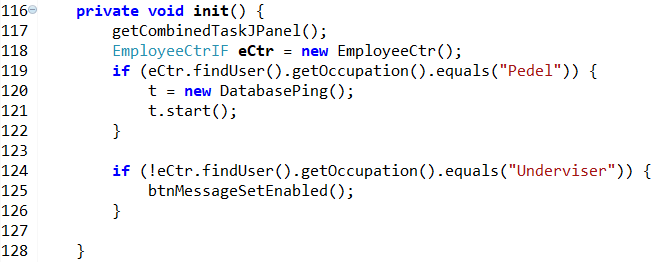 116 private void init() {
117 getCombinedTaskJPanel();
118 EmployeeCtrIF eCtr = new EmployeeCtr();
119 if (eCtr.findUser().getOccupation().equals("Pedel")) {
120 t = new DatabasePing();
121 t.start();
122 }
123
124 if (!eCtr.findUser().getOccupation().equals("Underviser")) {
125 btnMessageSetEnabled();
126 }
127
128 }